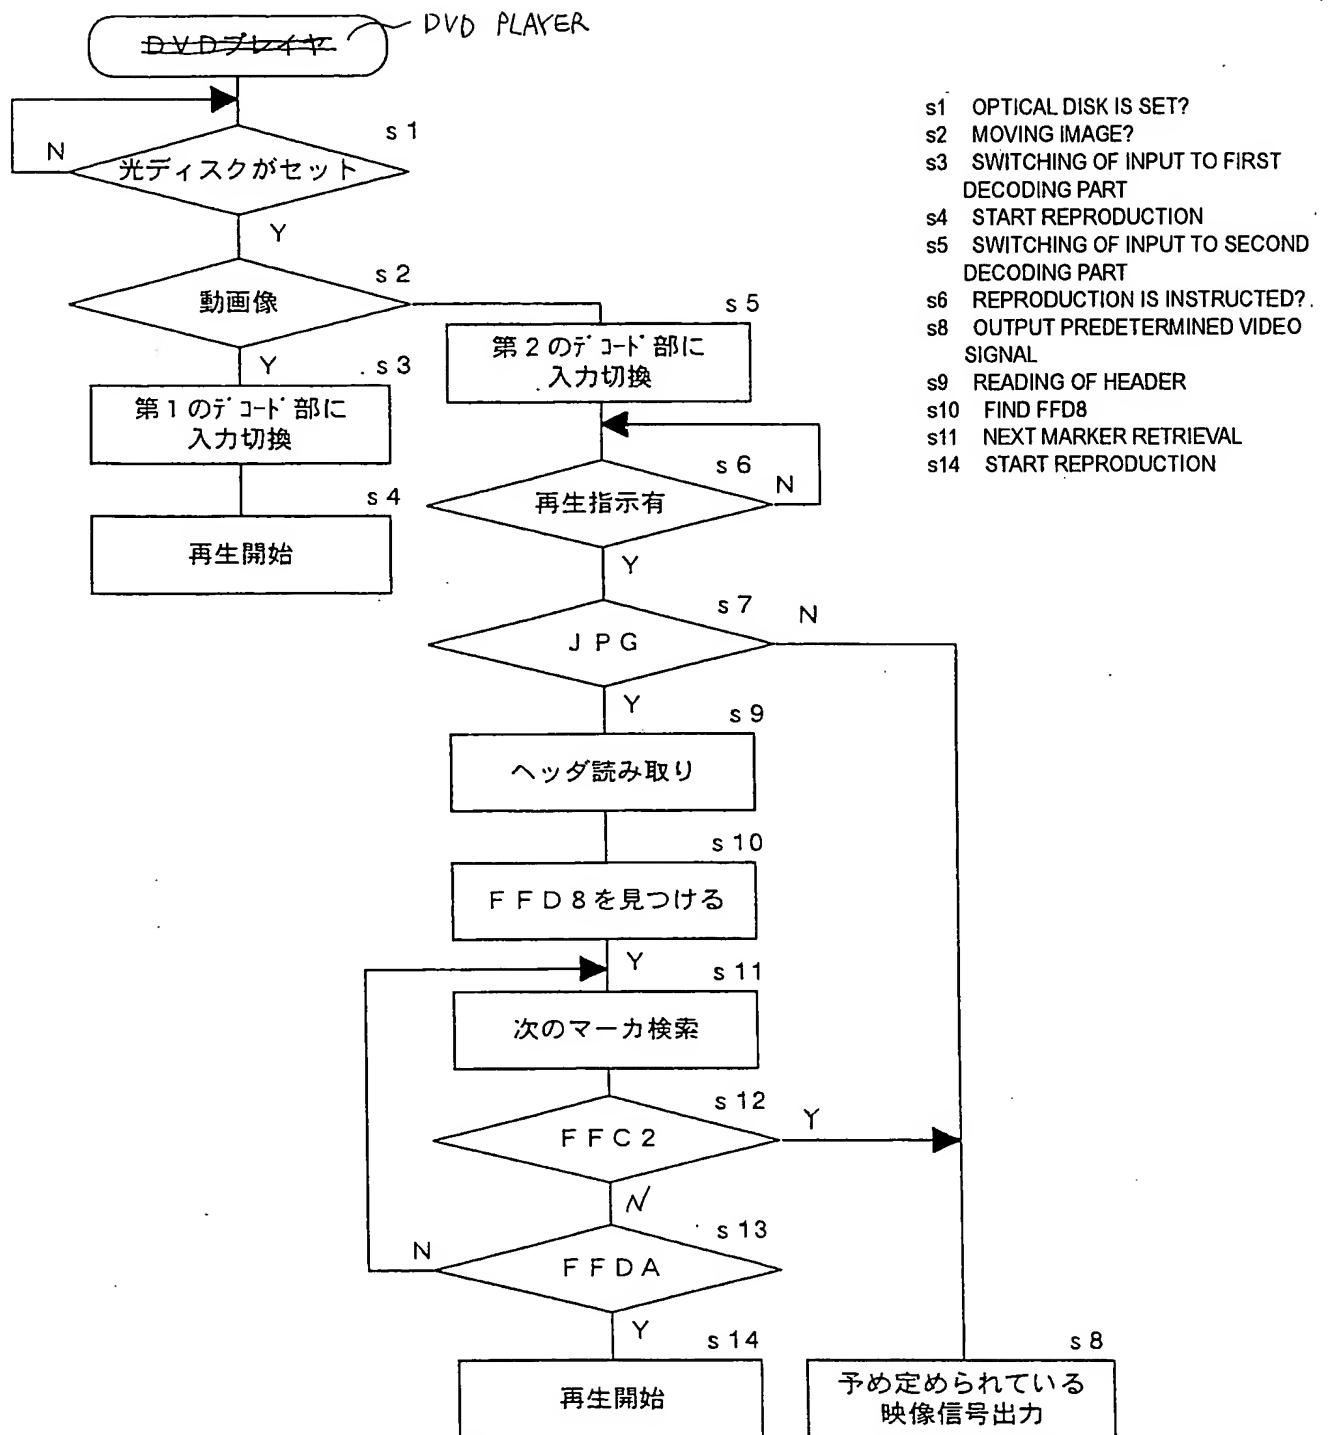 DVDプレイヤ
DVD PLAYER
s1
N
光ディスクがセット
Y
s2
動画像
Y
s3
第1のデコード部に
入力切換
s4
再生開始
s5
第2のデコード部に
入力切換
s6
N
再生指示有
Y
s7
N
JPG
Y
s9
ヘッダ読み取り
s10
FFD8を見つける
Y
s11
次のマーカ検索
s12
Y
FFC2
N
s13
N
FFDA
Y
s14
再生開始
s8
予め定められている
映像信号出力
s1 OPTICAL DISK IS SET?
s2 MOVING IMAGE?
s3 SWITCHING OF INPUT TO FIRST
DECODING PART
s4 START REPRODUCTION
s5 SWITCHING OF INPUT TO SECOND
DECODING PART
s6 REPRODUCTION IS INSTRUCTED?
s8 OUTPUT PREDETERMINED VIDEO
SIGNAL
s9 READING OF HEADER
s10 FIND FFD8
s11 NEXT MARKER RETRIEVAL
s14 START REPRODUCTION